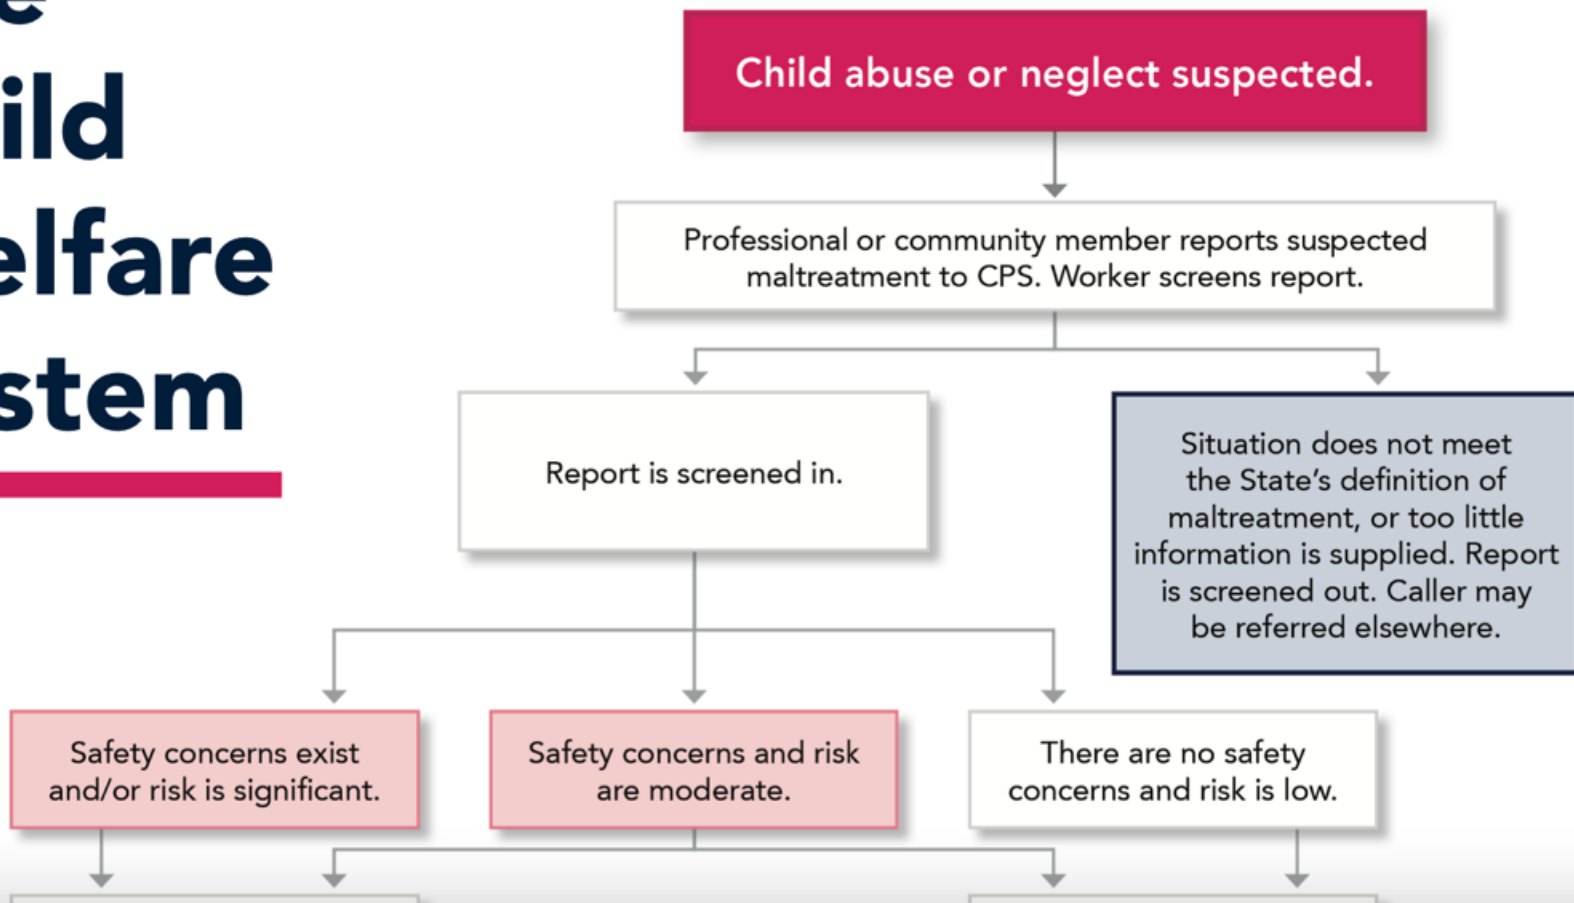 e
ild
elfare
stem
Child abuse or neglect suspected.
Professional or community member reports suspected
maltreatment to CPS. Worker screens report.
Report is screened in.
Situation does not meet
the State's definition of
maltreatment, or too little
information is supplied. Report
is screened out. Caller may
be referred elsewhere.
Safety concerns exist
and/or risk is significant.
Safety concerns and risk
are moderate.
There are no safety
concerns and risk is low.